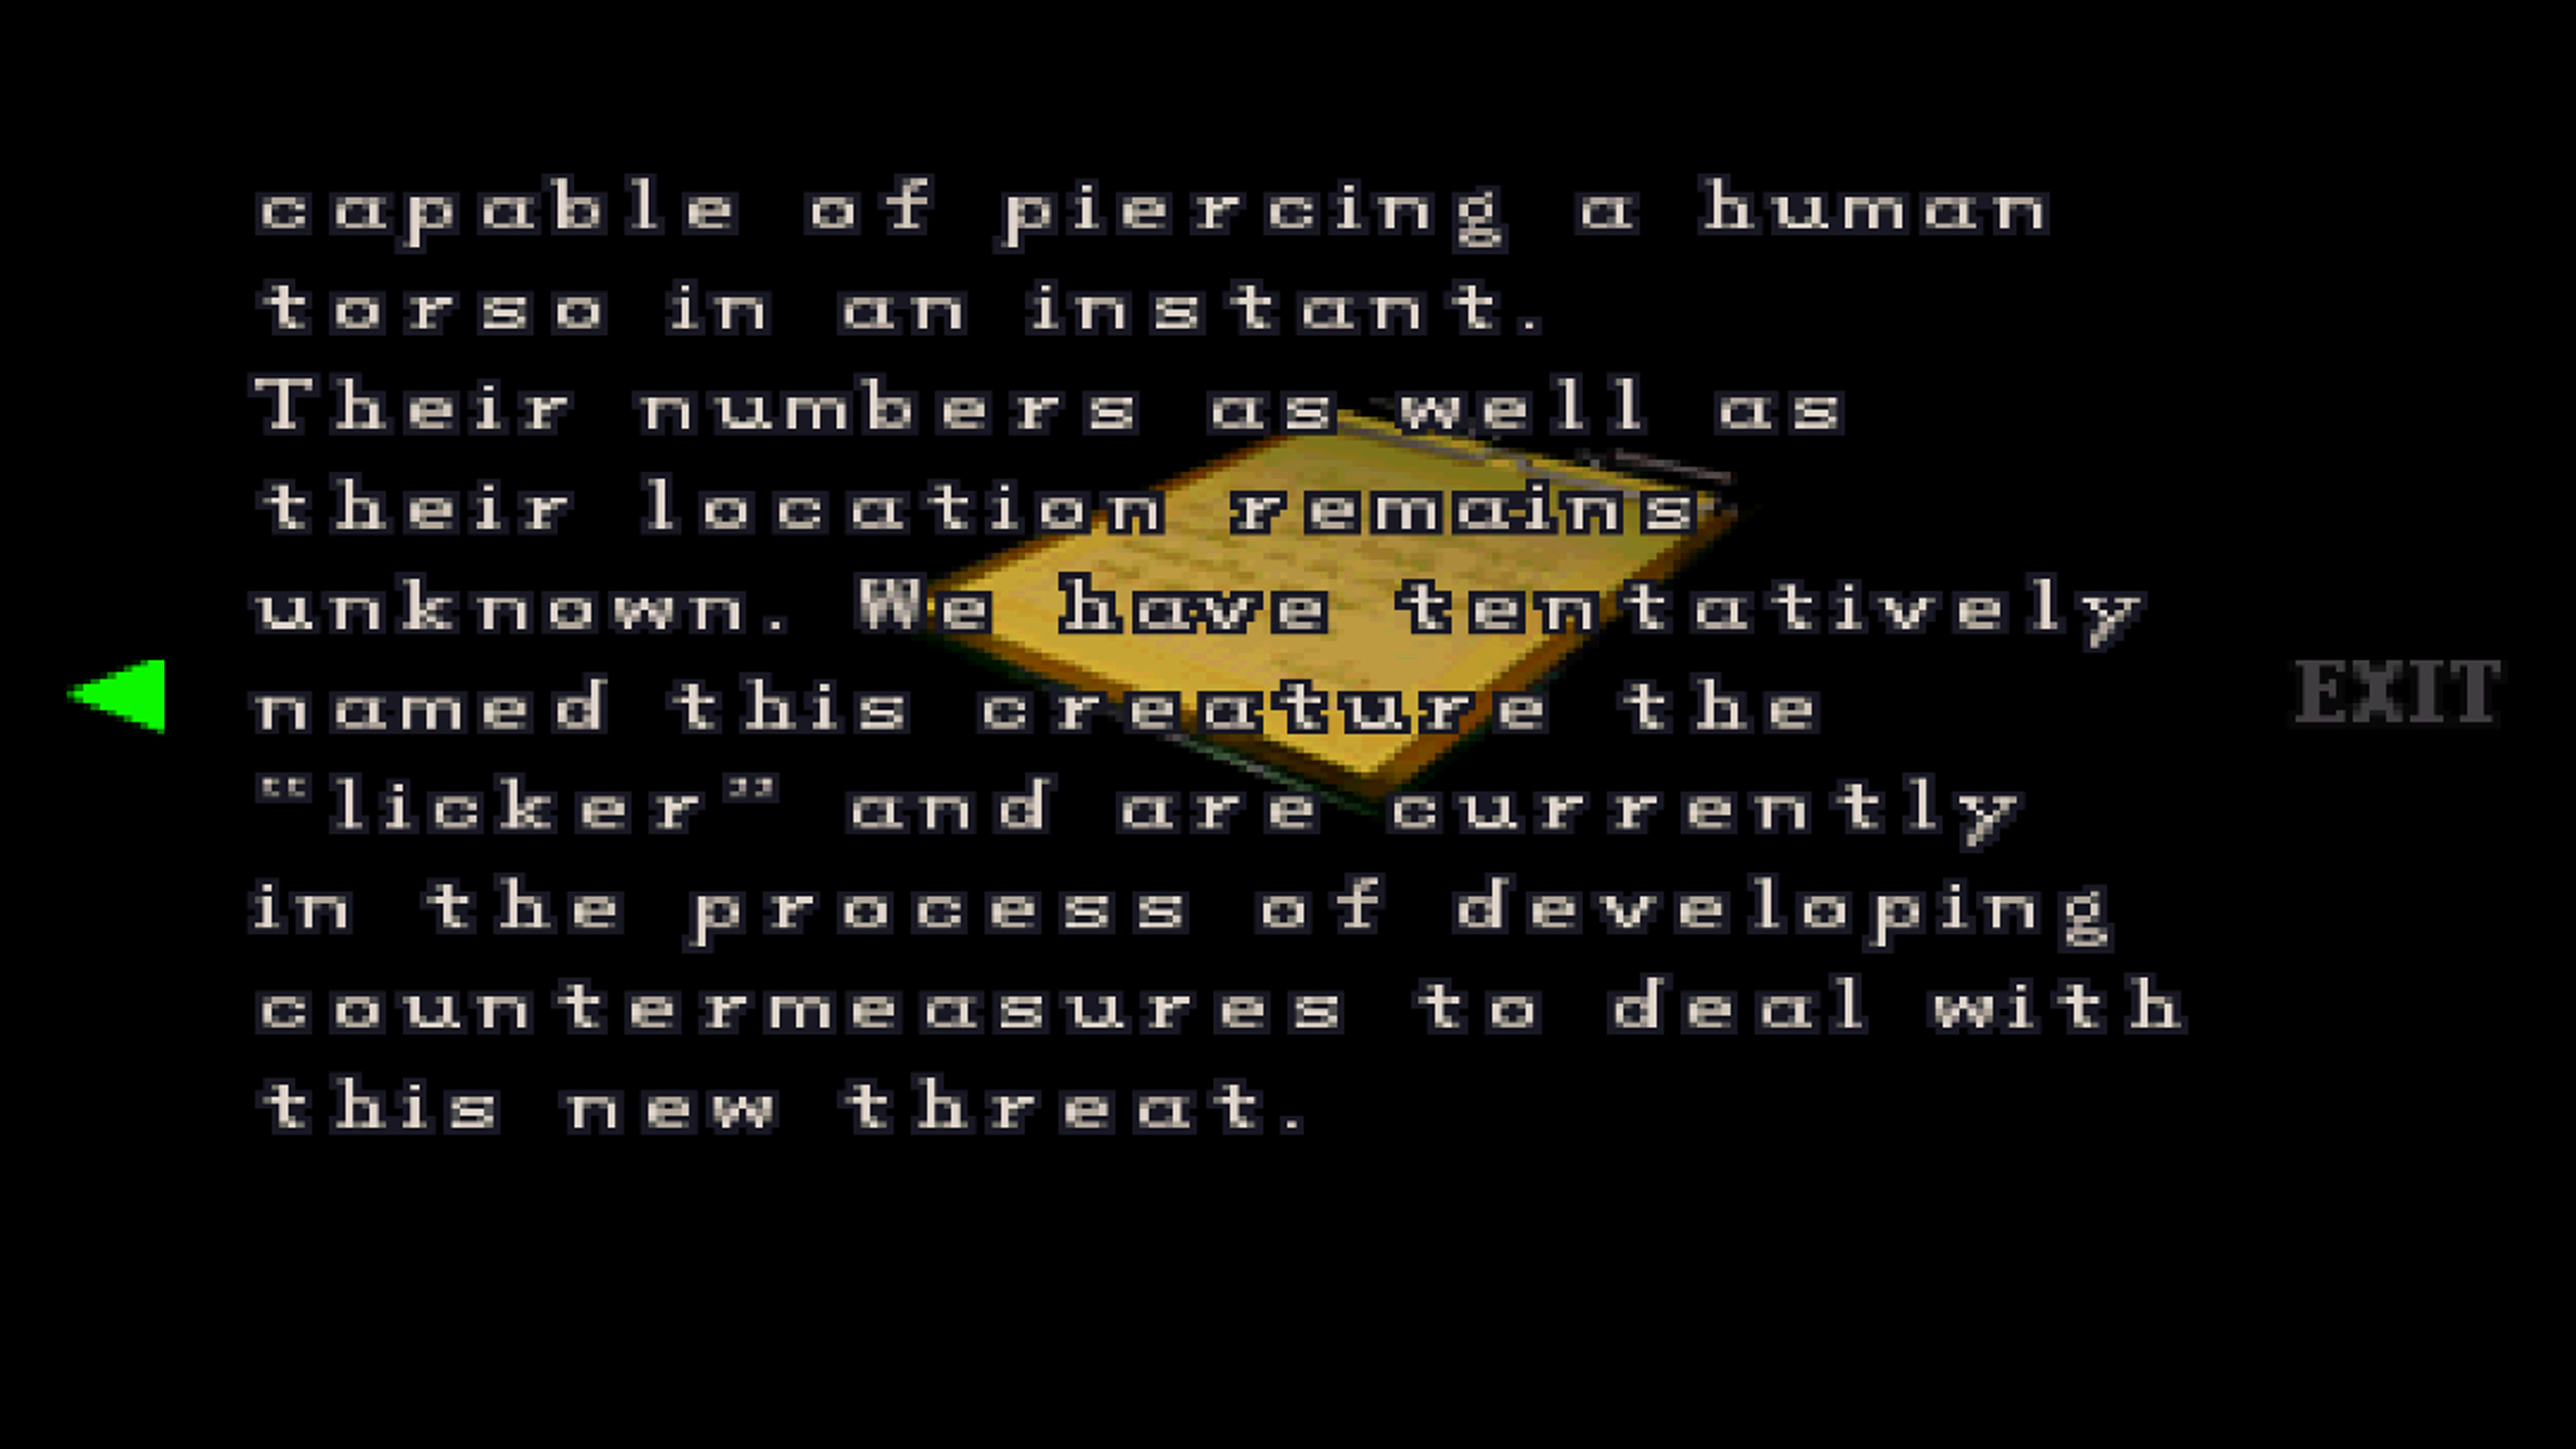 capable of piercing a human
torso in an instant.
Their numbers as well as
their location remains
unknown. We have tentatively
named this creature the
“licker” and are currently
in the process of developing
countermeasures to deal with
this new threat.
EXIT